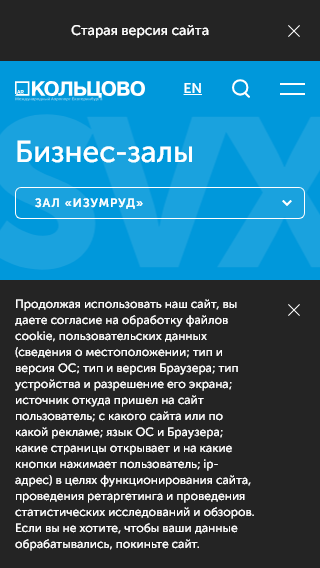 Старая версия сайта
КОЛЬЦОВО
Международный Аэропорт Екатеринбург
EN
SVX
Бизнес-залы
ЗАЛ «ИЗУМРУД»
Продолжая использовать наш сайт, вы
даете согласие на обработку файлов
cookie, пользовательских данных
(сведения о местоположении; тип и
версия ОС; тип и версия Браузера; тип
устройства и разрешение его экрана;
источник откуда пришел на сайт
пользователь; с какого сайта или по
какой рекламе; язык ОС и Браузера;
какие страницы открывает и на какие
кнопки нажимает пользователь; ip-
адрес) в целях функционирования сайта,
проведения ретаргетинга и проведения
статистических исследований и обзоров.
Если вы не хотите, чтобы ваши данные
обрабатывались, покиньте сайт.